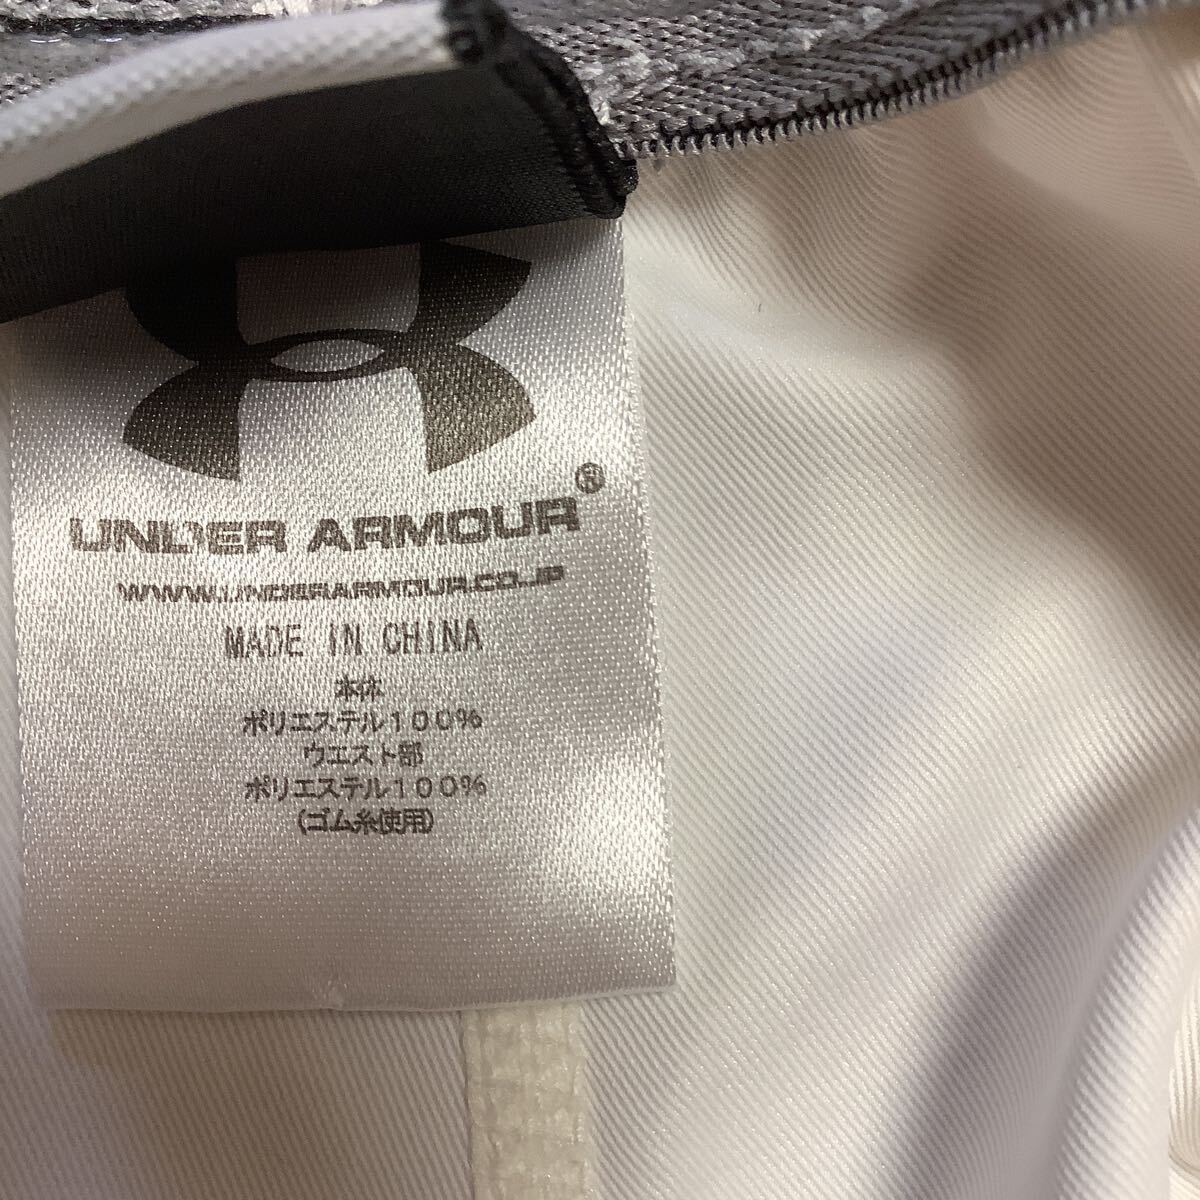 UNDER ARMOUR®
WWW.UNDERARMOUR.CO.JP
MADE IN CHINA
本体
ポリエステル100%
ウエスト部
ポリエステル100%
(ゴム糸使用)